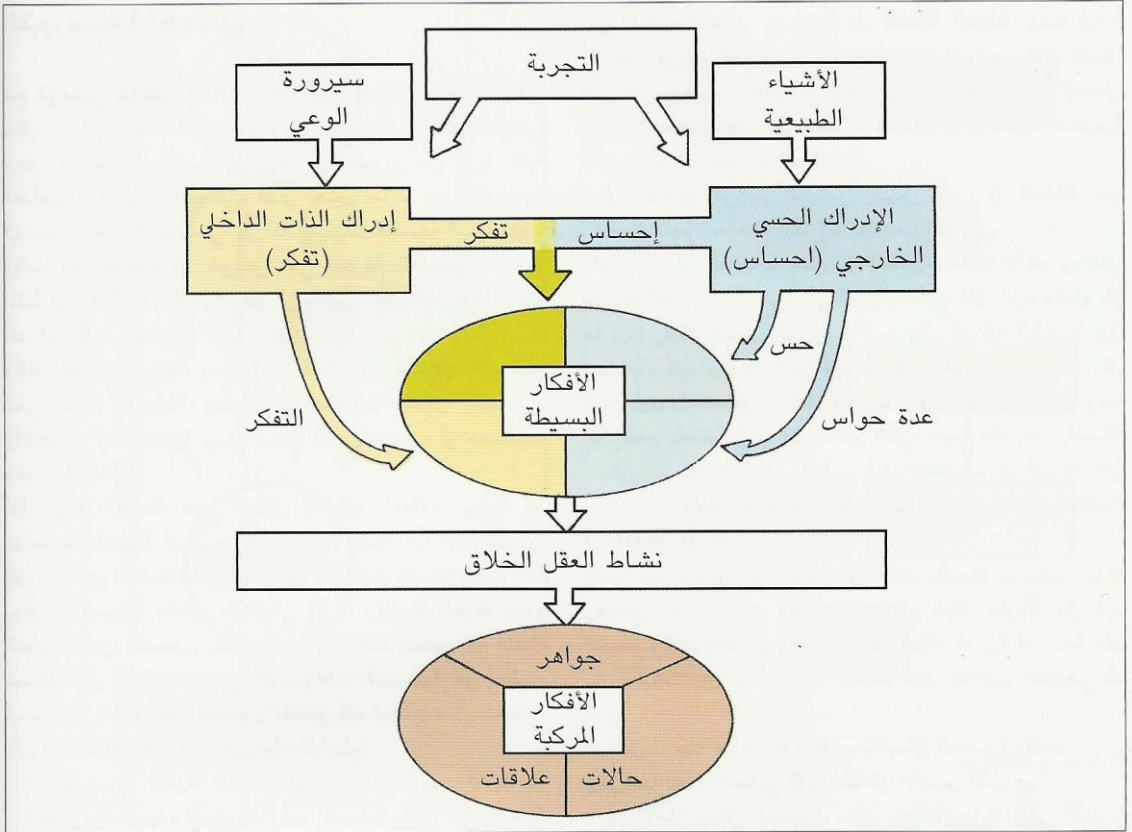 التجربة
الأشياء
الطبيعية
سيرورة
الوعي
الإدراك الحسي
الخارجي (احساس)
إحساس
تفكر
إدراك الذات الداخلي
(تفكر)
حس
عدة حواس
الأفكار
البسيطة
التفكر
نشاط العقل الخلاق
جواهر
الأفكار
المركبة
حالات
علاقات